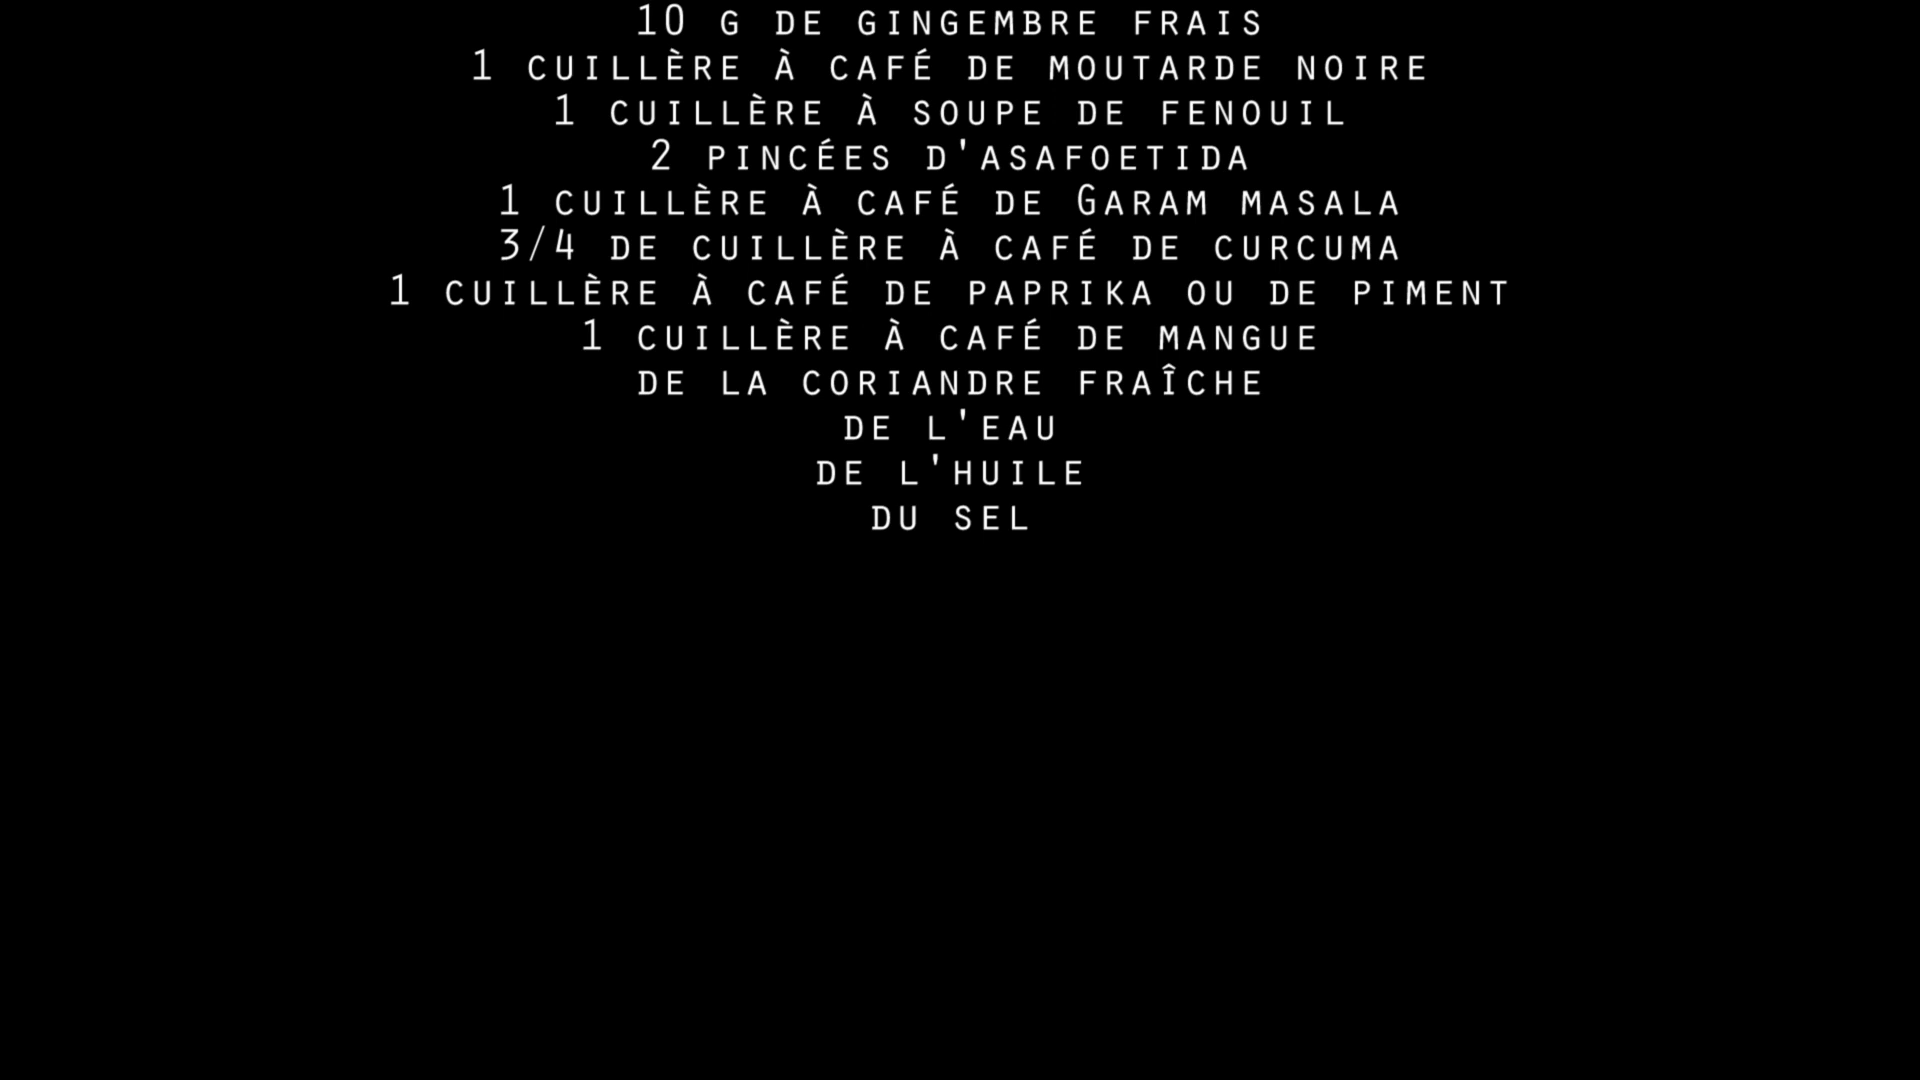 10 g de gingembre frais
1 cuillère à café de moutarde noire
1 cuillère à soupe de fenouil
2 pincées d'asafoetida
1 cuillère à café de Garam masala
3/4 de cuillère à café de curcuma
1 cuillère à café de paprika ou de piment
1 cuillère à café de mangue
de la coriandre fraîche
de l'eau
de l'huile
du sel